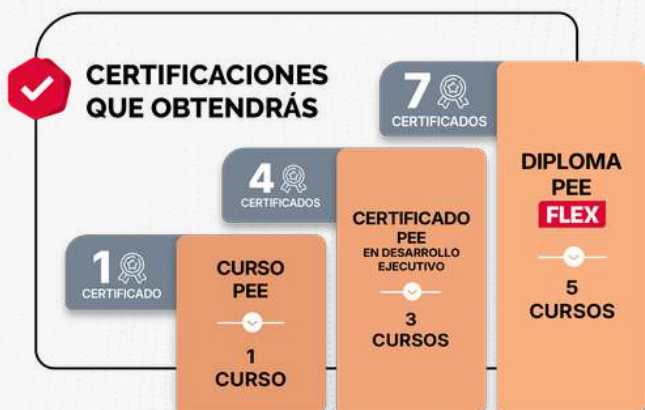 CERTIFICACIONES
QUE OBTENDRÁS
1
CERTIFICADO
CURSO
PEE
1
CURSO
4
CERTIFICADOS
CERTIFICADO
PEE
EN DESARROLLO
EJECUTIVO
3
CURSOS
7
CERTIFICADOS
DIPLOMA
PEE
FLEX
5
CURSOS